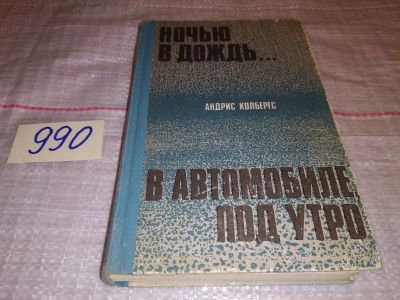 990
НОЧЬЮ
В ДОЖДЬ...
АНДРИС КОЛБЕРГС
В АВТОМОБИЛЕ,
ПОД УТРО